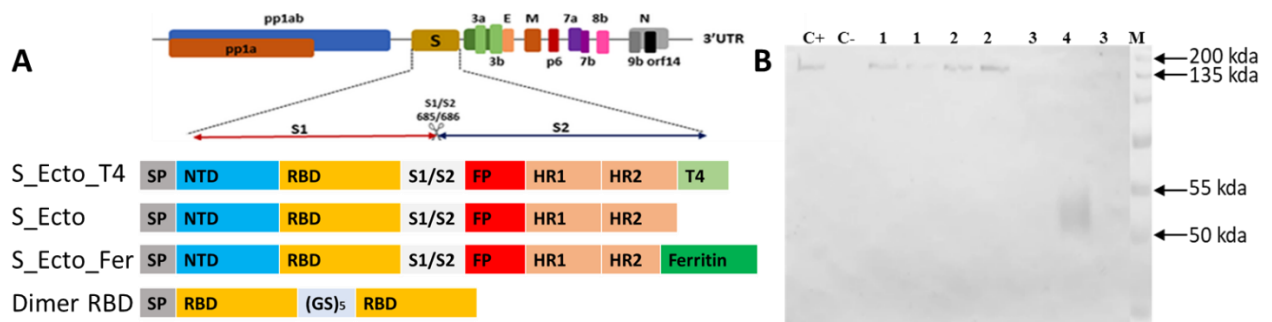 pp1ab
pp1a
S
3a
E
M
7a
8b
N
3b
p6
7b
9b orf14
3'UTR
A
S1/S2
685/686
S1
S2
S_Ecto_T4
SP NTD RBD S1/S2 FP HR1 HR2 T4
S_Ecto
SP NTD RBD S1/S2 FP HR1 HR2
S_Ecto_Fer
SP NTD RBD S1/S2 FP HR1 HR2 Ferritin
Dimer RBD
SP RBD (GS)5 RBD
B
C+ C- 1 1 2 2 3 4 3 M
200 kda
135 kda
55 kda
50 kda